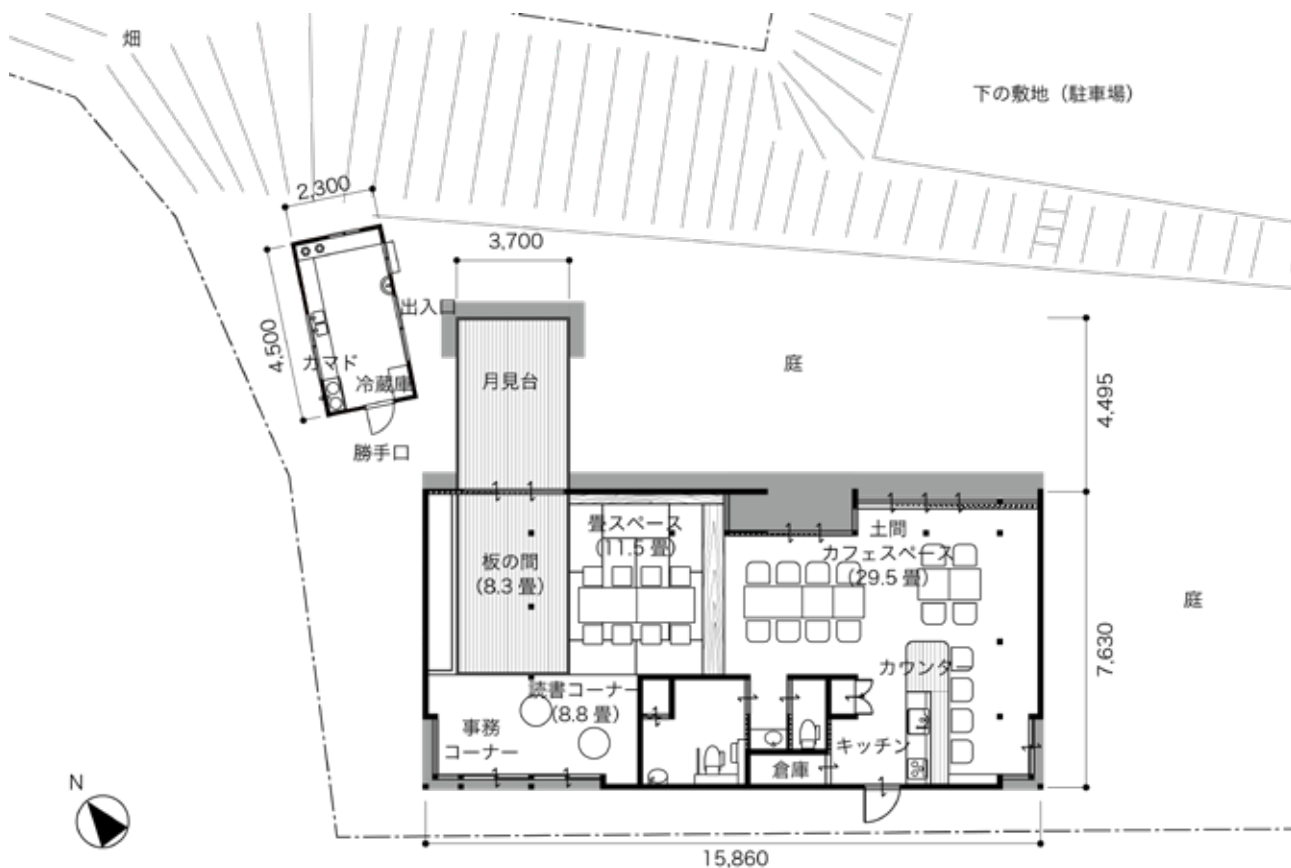 畑
下の敷地（駐車場）
2,300
3,700
4,500
出入口
カマド
冷蔵庫
勝手口
月見台
庭
4,495
畳スペース
（11.5 畳）
板の間
（8.3 畳）
土間
カフェスペース
（29.5 畳）
庭
7,630
カウンター
読書コーナー
（8.8 畳）
事務
コーナー
キッチン
倉庫
N
15,860